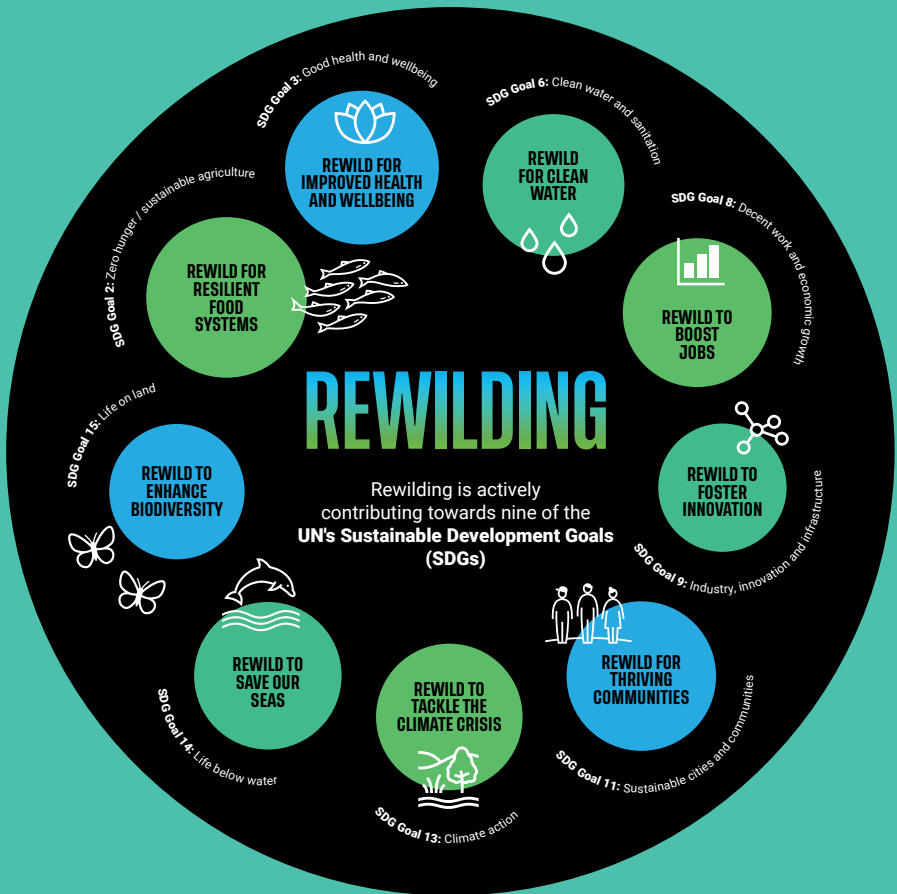 REWILDING
Rewilding is actively
contributing towards nine of the
UN's Sustainable Development Goals
(SDGs)
SDG Goal 2: Zero hunger / sustainable agriculture
REWILD FOR
RESILIENT
FOOD
SYSTEMS
SDG Goal 3: Good health and wellbeing
REWILD FOR
IMPROVED HEALTH
AND WELLBEING
SDG Goal 6: Clean water and sanitation
REWILD
FOR CLEAN
WATER
SDG Goal 8: Decent work and economic growth
REWILD TO
BOOST
JOBS
REWILD TO
FOSTER
INNOVATION
SDG Goal 9: Industry, innovation and infrastructure
REWILD FOR
THRIVING
COMMUNITIES
SDG Goal 11: Sustainable cities and communities
REWILD TO
TACKLE THE
CLIMATE CRISIS
SDG Goal 13: Climate action
REWILD TO
SAVE OUR
SEAS
SDG Goal 14: Life below water
SDG Goal 15: Life on land
REWILD TO
ENHANCE
BIODIVERSITY